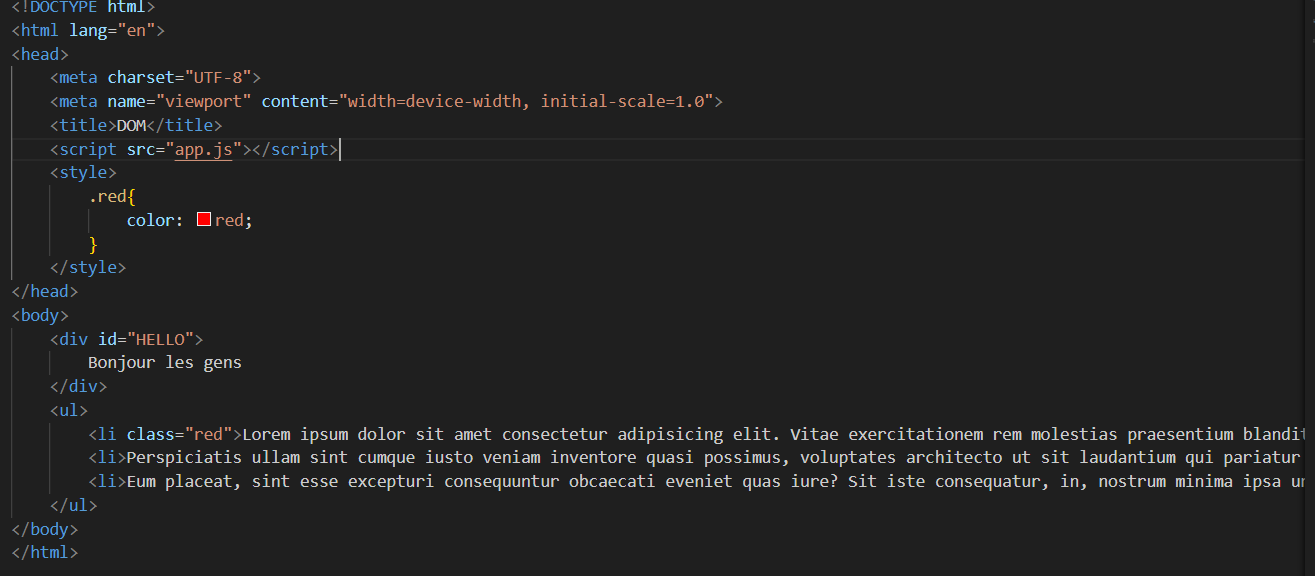 <!DOCTYPE html>
<html lang="en">
<head>
    <meta charset="UTF-8">
    <meta name="viewport" content="width=device-width, initial-scale=1.0">
    <title>DOM</title>
    <script src="app.js"></script>
    <style>
        .red{
            color: red;
        }
    </style>
</head>
<body>
    <div id="HELLO">
        Bonjour les gens
    </div>
    <ul>
        <li class="red">Lorem ipsum dolor sit amet consectetur adipisicing elit. Vitae exercitationem rem molestias praesentium
        <li>Perspiciatis ullam sint cumque iusto veniam inventore quasi possimus, voluptates architecto ut sit laudantium qui pariatur
        <li>Eum placeat, sint esse excepturi consequuntur obcaecati eveniet quas iure? Sit iste consequatur, in, nostrum minima ipsa
    </ul>
</body>
</html>